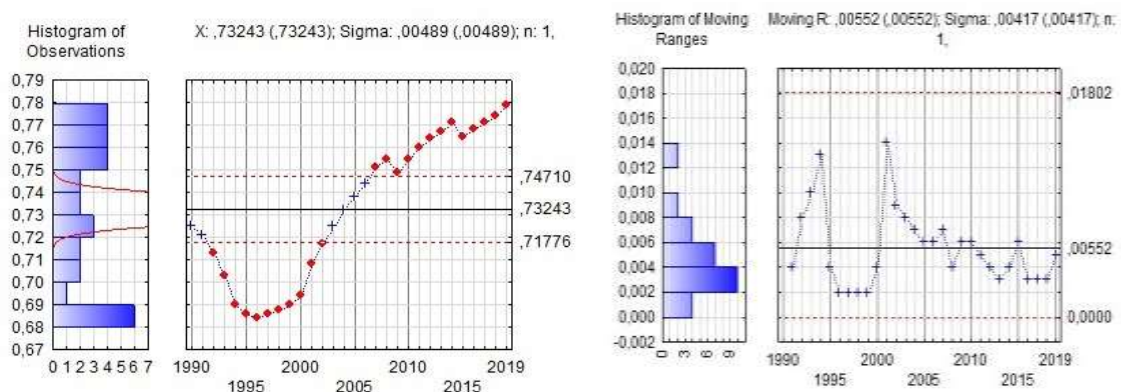 Histogram of
Observations
X: ,73243 (,73243); Sigma: ,00489 (,00489); n: 1,
0,79
0,78
0,77
0,76
0,75
0,74
0,73
0,72
0,71
0,70
0,69
0,68
0,67
0 1 2 3 4 5 6 7
,74710
,73243
,71776
1990 2000 2010 2019
1995 2005 2015
Histogram of Moving
Ranges
Moving R: ,00552 (,00552); Sigma: ,00417 (,00417); n:
1,
0,020
0,018
0,016
0,014
0,012
0,010
0,008
0,006
0,004
0,002
0,000
-0,002
0 3 6 9
,01802
,00552
0,0000
1990 2000 2010 2019
1995 2005 2015